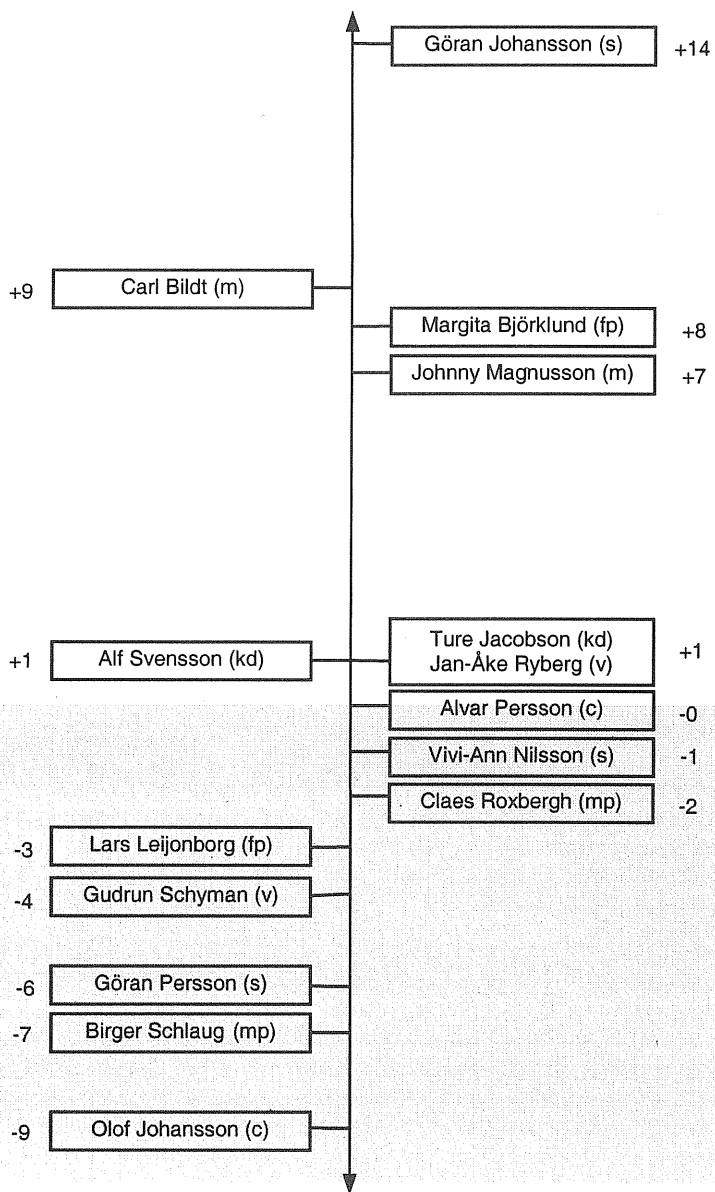 Göran Johansson (s) +14
+9 Carl Bildt (m)
Margita Björklund (fp) +8
Johnny Magnusson (m) +7
+1 Alf Svensson (kd)
Ture Jacobson (kd)
Jan-Åke Ryberg (v) +1
Alvar Persson (c) -0
Vivi-Ann Nilsson (s) -1
Claes Roxbergh (mp) -2
-3 Lars Leijonborg (fp)
-4 Gudrun Schyman (v)
-6 Göran Persson (s)
-7 Birger Schlaug (mp)
-9 Olof Johansson (c)